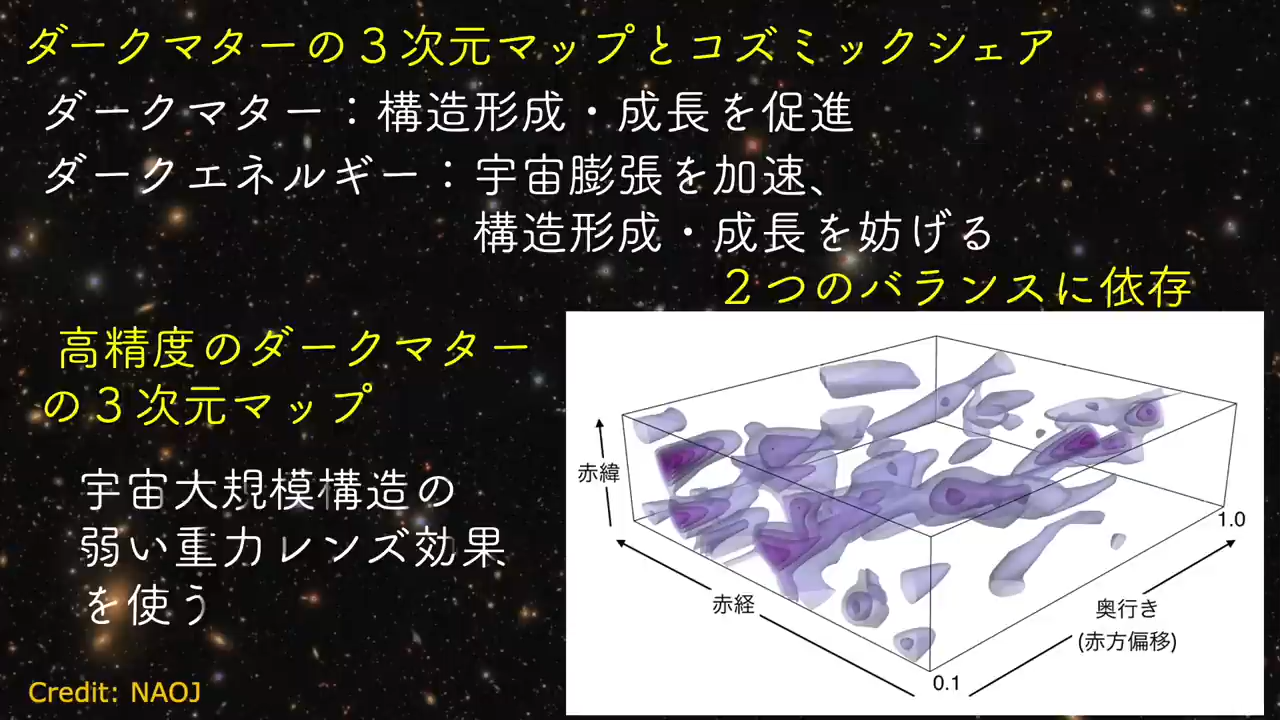 ダークマターの３次元マップとコズミックシェア
ダークマター：構造形成・成長を促進
ダークエネルギー：宇宙膨張を加速、
構造形成・成長を妨げる
２つのバランスに依存
高精度のダークマター
の３次元マップ
宇宙大規模構造の
弱い重力レンズ効果
を使う
赤緯
赤経
1.0
奥行き
(赤方偏移)
0.1
Credit: NAOJ